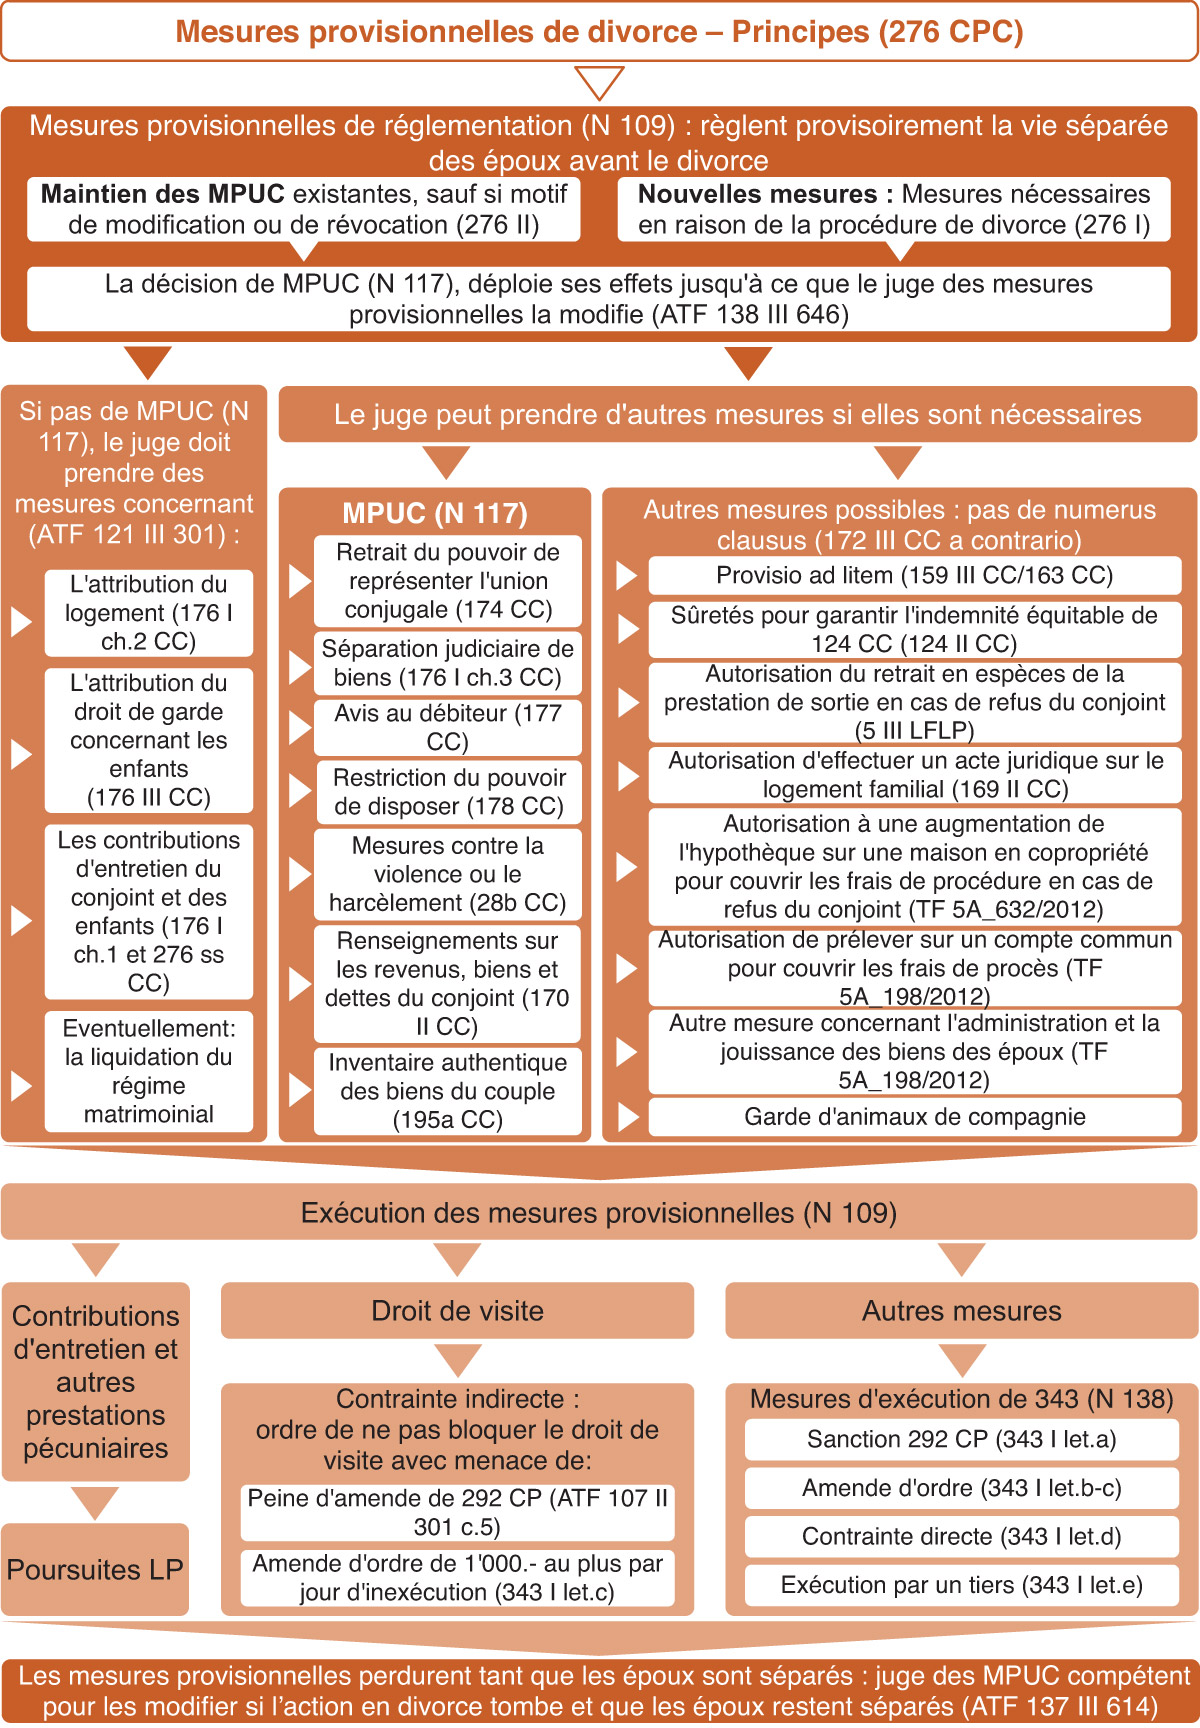 Mesures provisionnelles de divorce – Principes (276 CPC)
Mesures provisionnelles de réglementation (N 109) : règlent provisoirement la vie séparée
des époux avant le divorce
Maintien des MPUC existantes, sauf si motif
de modification ou de révocation (276 II)
Nouvelles mesures : Mesures nécessaires
en raison de la procédure de divorce (276 I)
La décision de MPUC (N 117), déploie ses effets jusqu'à ce que le juge des mesures
provisionnelles la modifie (ATF 138 III 646)
Si pas de MPUC (N
117), le juge doit
prendre des
mesures concernant
(ATF 121 III 301) :
L'attribution du
logement (176 I
ch.2 CC)
L'attribution du
droit de garde
concernant les
enfants
(176 III CC)
Les contributions
d'entretien du
conjoint et des
enfants (176 I
ch.1 et 276 ss
CC)
Eventuellement:
la liquidation du
régime
matrimoinial
Le juge peut prendre d'autres mesures si elles sont nécessaires
MPUC (N 117)
Retrait du pouvoir de
représenter l'union
conjugale (174 CC)
Séparation judiciaire de
biens (176 I ch.3 CC)
Avis au débiteur (177
CC)
Restriction du pouvoir
de disposer (178 CC)
Mesures contre la
violence ou le
harcèlement (28b CC)
Renseignements sur
les revenus, biens et
dettes du conjoint (170
II CC)
Inventaire authentique
des biens du couple
(195a CC)
Autres mesures possibles : pas de numerus
clausus (172 III CC a contrario)
Provisio ad litem (159 III CC/163 CC)
Sûretés pour garantir l'indemnité équitable de
124 CC (124 II CC)
Autorisation du retrait en espèces de la
prestation de sortie en cas de refus du conjoint
(5 III LFLP)
Autorisation d'effectuer un acte juridique sur le
logement familial (169 II CC)
Autorisation à une augmentation de
l'hypothèque sur une maison en copropriété
pour couvrir les frais de procédure en cas de
refus du conjoint (TF 5A_632/2012)
Autorisation de prélever sur un compte commun
pour couvrir les frais de procès (TF
5A_198/2012)
Autre mesure concernant l'administration et la
jouissance des biens des époux (TF
5A_198/2012)
Garde d'animaux de compagnie
Exécution des mesures provisionnelles (N 109)
Contributions
d'entretien et
autres
prestations
pécuniaires
Poursuites LP
Droit de visite
Contrainte indirecte :
ordre de ne pas bloquer le droit de
visite avec menace de:
Peine d'amende de 292 CP (ATF 107 II
301 c.5)
Amende d'ordre de 1'000.- au plus par
jour d'inexécution (343 I let.c)
Autres mesures
Mesures d'exécution de 343 (N 138)
Sanction 292 CP (343 I let.a)
Amende d'ordre (343 I let.b-c)
Contrainte directe (343 I let.d)
Exécution par un tiers (343 I let.e)
Les mesures provisionnelles perdurent tant que les époux sont séparés : juge des MPUC compétent
pour les modifier si l’action en divorce tombe et que les époux restent séparés (ATF 137 III 614)